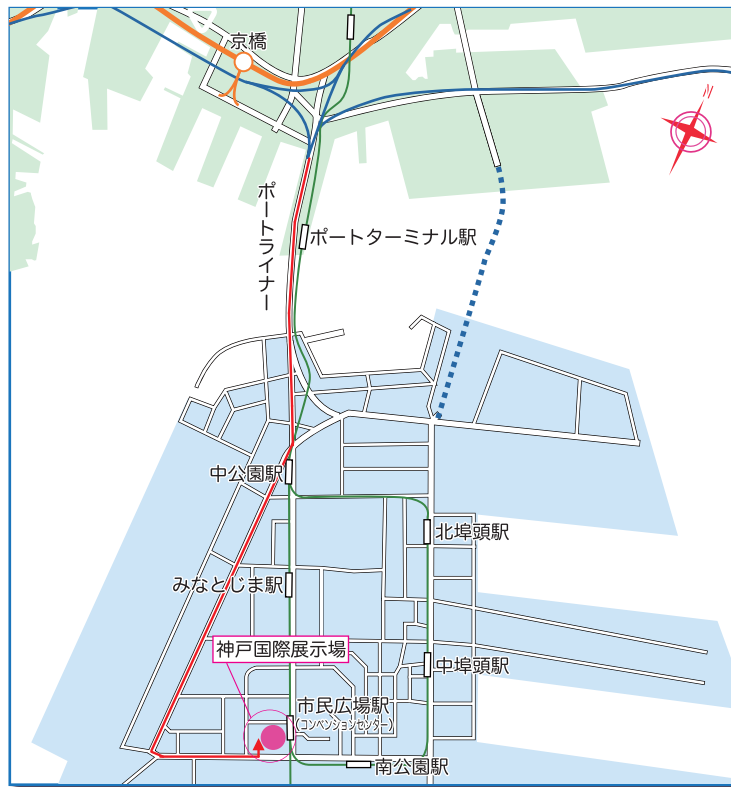 京橋
N
ポートライナー
ポートターミナル駅
中公園駅
北埠頭駅
みなとじま駅
神戸国際展示場
中埠頭駅
市民広場駅
(コンベンションセンター)
南公園駅